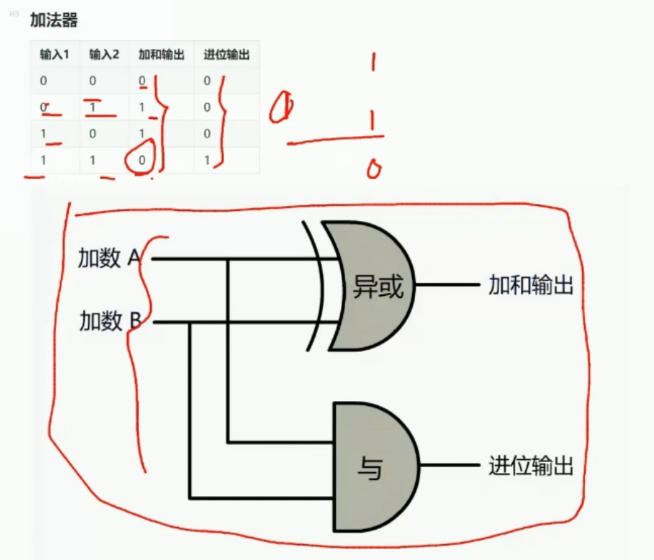 H3 加法器
输入1 输入2 加和输出 进位输出
0 0 0 0
0 1 1 0
1 0 1 0
1 1 0 1
1
1
0
加数 A
加数 B
异或
加和输出
与
进位输出